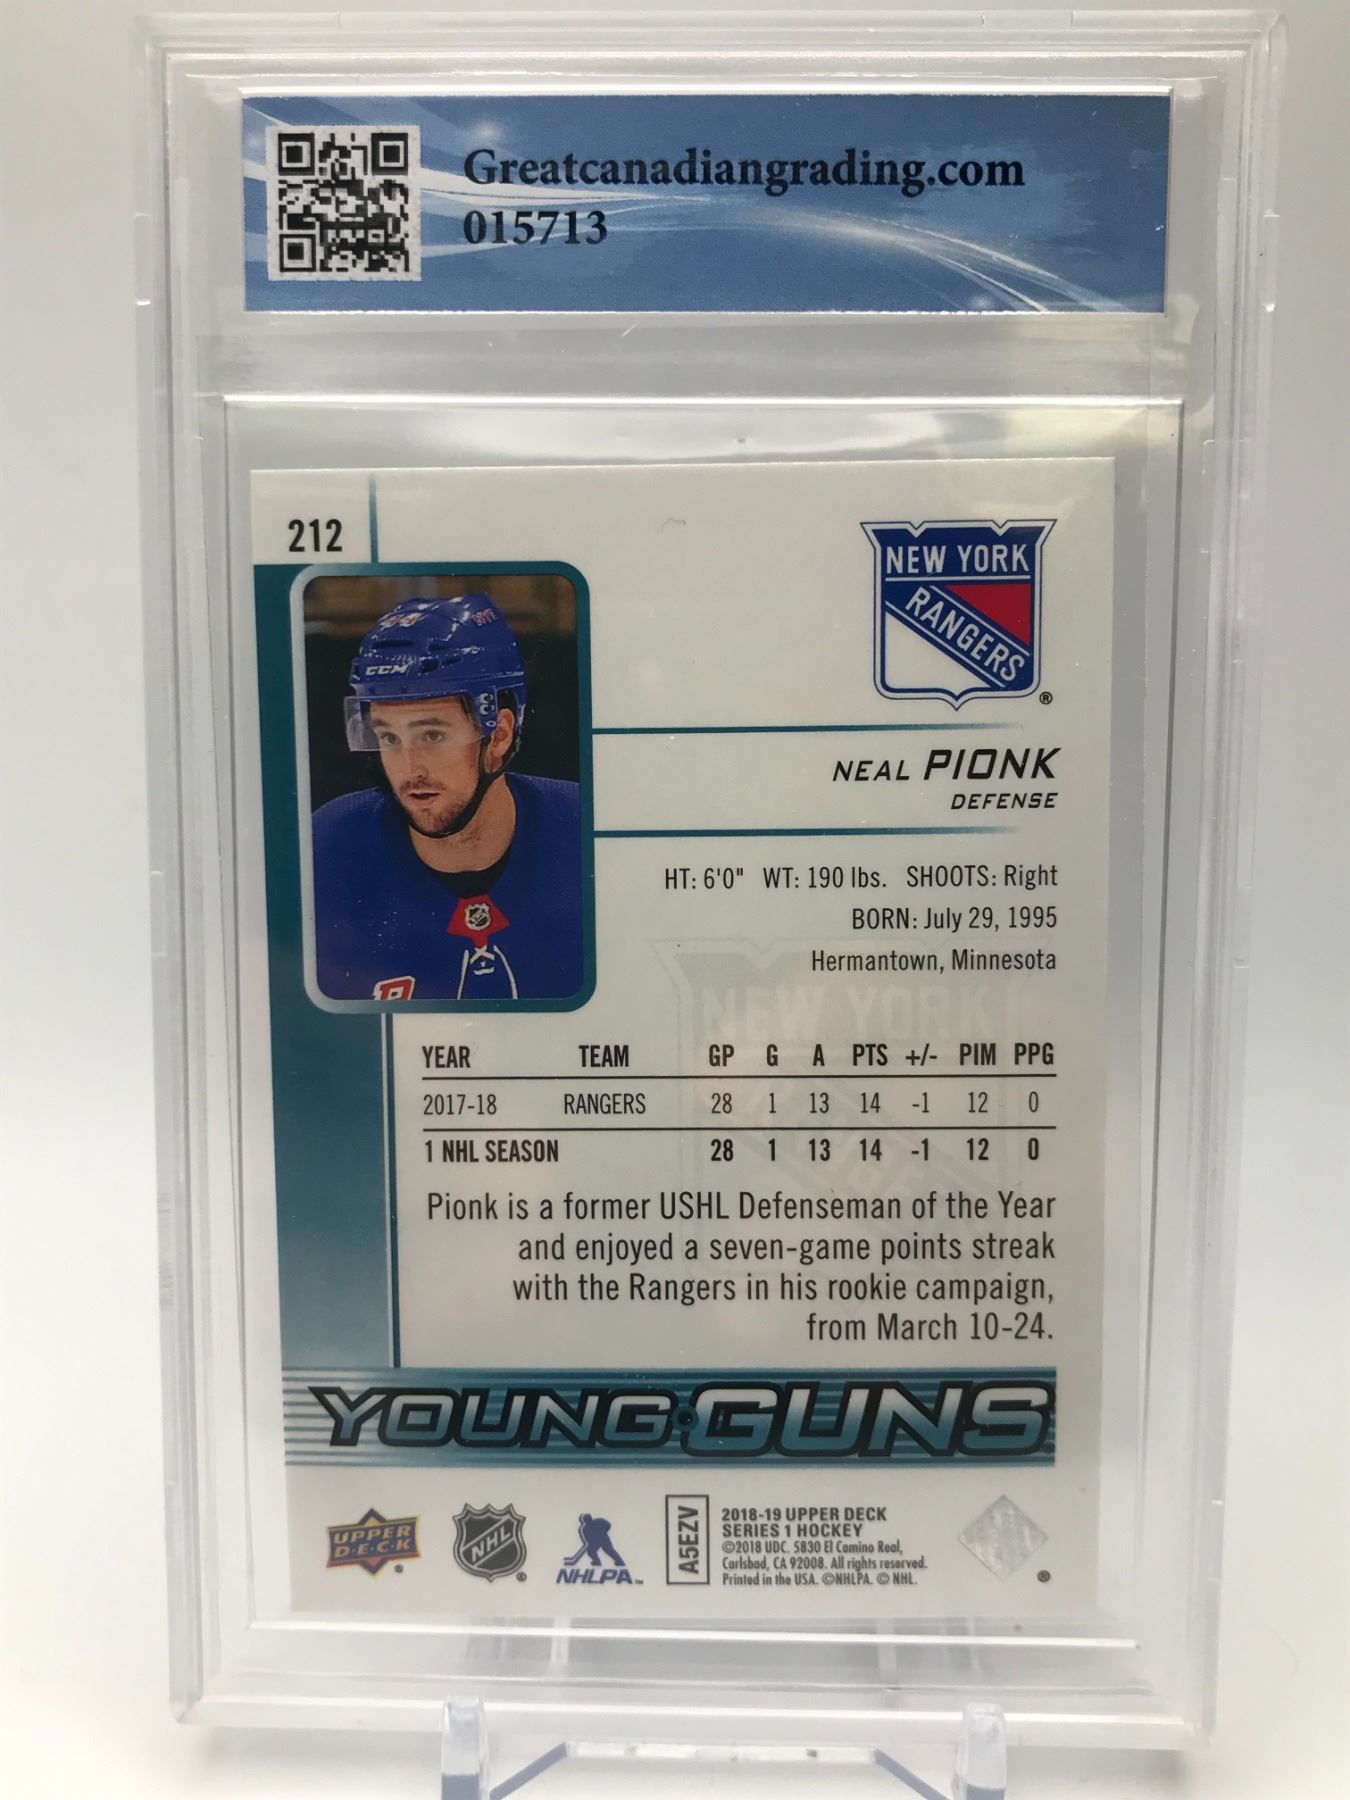 Greatcanadiangrading.com
015713
212
NEW YORK
RANGERS
®
CCM
NEAL PIONK
DEFENSE
HT: 6'0" WT: 190 lbs. SHOOTS: Right
BORN: July 29, 1995
Hermantown, Minnesota
YEAR TEAM GP G A PTS +/- PIM PPG
2017-18 RANGERS 28 1 13 14 -1 12 0
1 NHL SEASON 28 1 13 14 -1 12 0
Pionk is a former USHL Defenseman of the Year
and enjoyed a seven-game points streak
with the Rangers in his rookie campaign,
from March 10-24.
YOUNG GUNS
UPPER
D·E·C·K
NHL
NHLPA
A5EZV
2018-19 UPPER DECK
SERIES 1 HOCKEY
©2018 UDC. 5830 El Camino Real,
Carlsbad, CA 92008. All rights reserved.
Printed in the USA. ©NHLPA. © NHL.